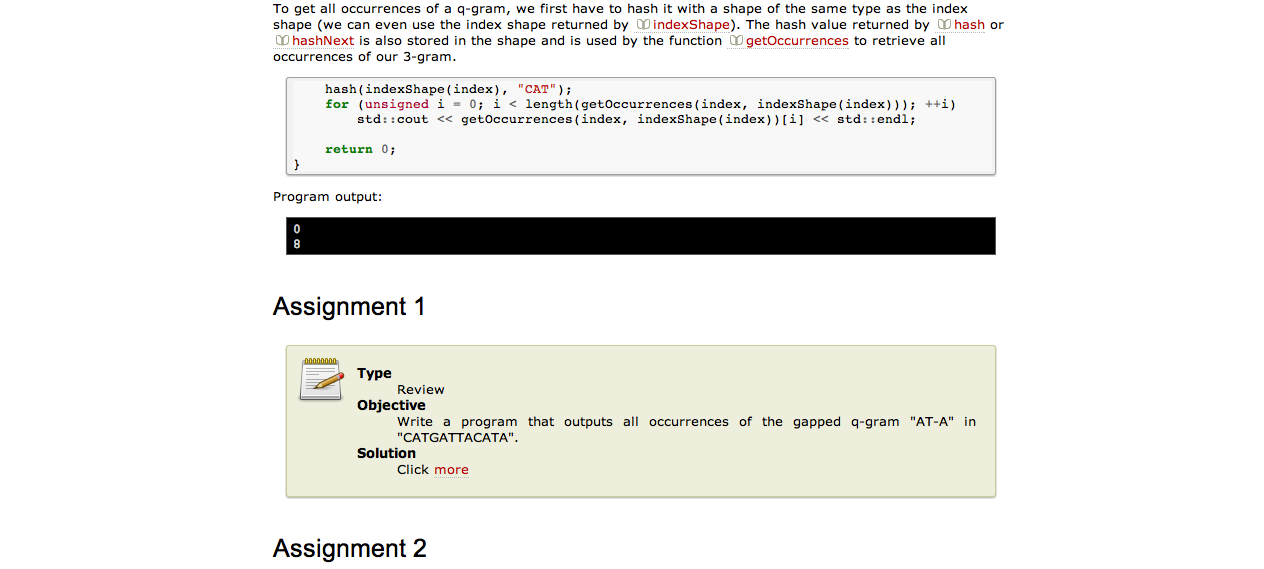 To get all occurrences of a q-gram, we first have to hash it with a shape of the same type as the index
shape (we can even use the index shape returned by indexShape). The hash value returned by hash or
hashNext is also stored in the shape and is used by the function getOccurrences to retrieve all
occurrences of our 3-gram.
hash(indexShape(index), "CAT");
for (unsigned i = 0; i < length(getOccurrences(index, indexShape(index))); ++i)
std::cout << getOccurrences(index, indexShape(index))[i] << std::endl;
return 0;
}
Program output:
0
8
Assignment 1
Type
Review
Objective
Write a program that outputs all occurrences of the gapped q-gram "AT-A" in
"CATGATTACATA".
Solution
Click more
Assignment 2